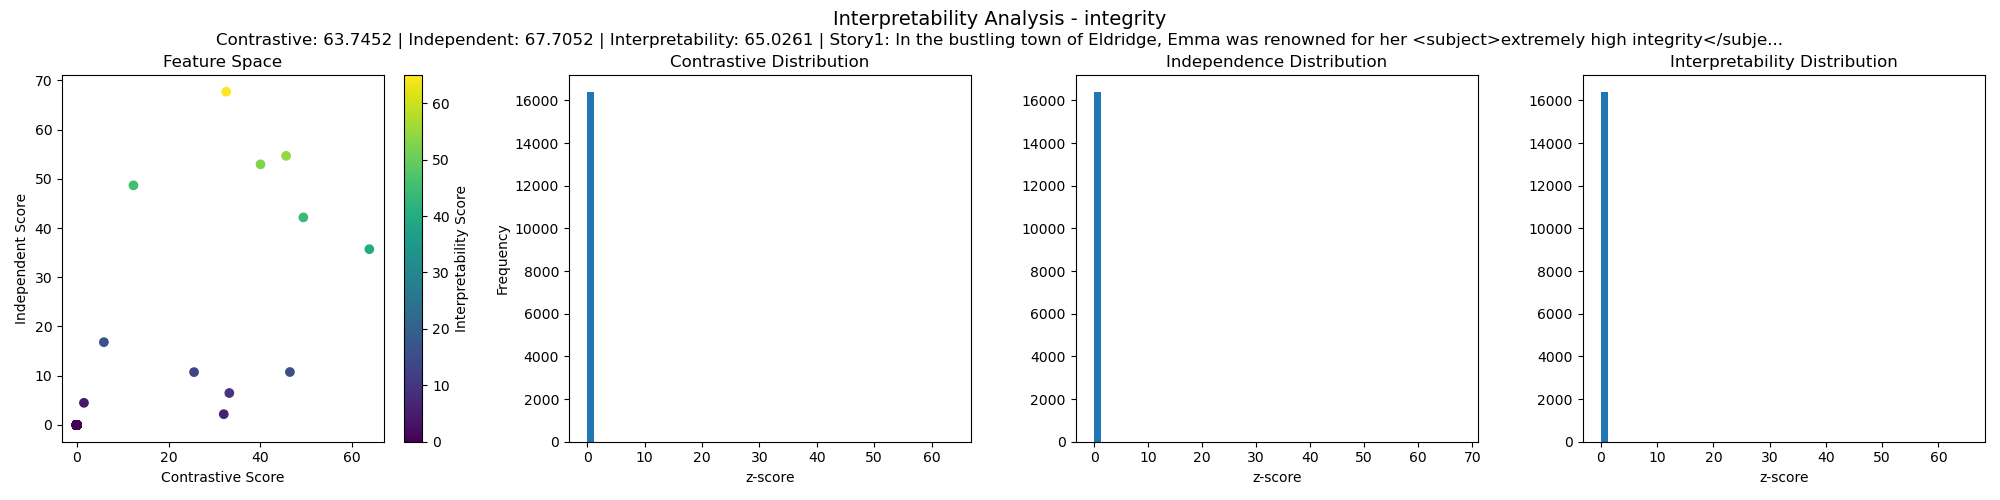 Interpretability Analysis - integrity
Contrastive: 63.7452 | Independent: 67.7052 | Interpretability: 65.0261 | Story1: In the bustling town of Eldridge, Emma was renowned for her <subject>extremely high integrity</subje...
Feature Space
Independent Score
70
60
50
40
30
20
10
0
0 20 40 60
Contrastive Score
60
50
40
30
20
10
0
Interpretability Score
Contrastive Distribution
Frequency
16000
14000
12000
10000
8000
6000
4000
2000
0
0 10 20 30 40 50 60
z-score
Independence Distribution
16000
14000
12000
10000
8000
6000
4000
2000
0
0 10 20 30 40 50 60 70
z-score
Interpretability Distribution
16000
14000
12000
10000
8000
6000
4000
2000
0
0 10 20 30 40 50 60
z-score